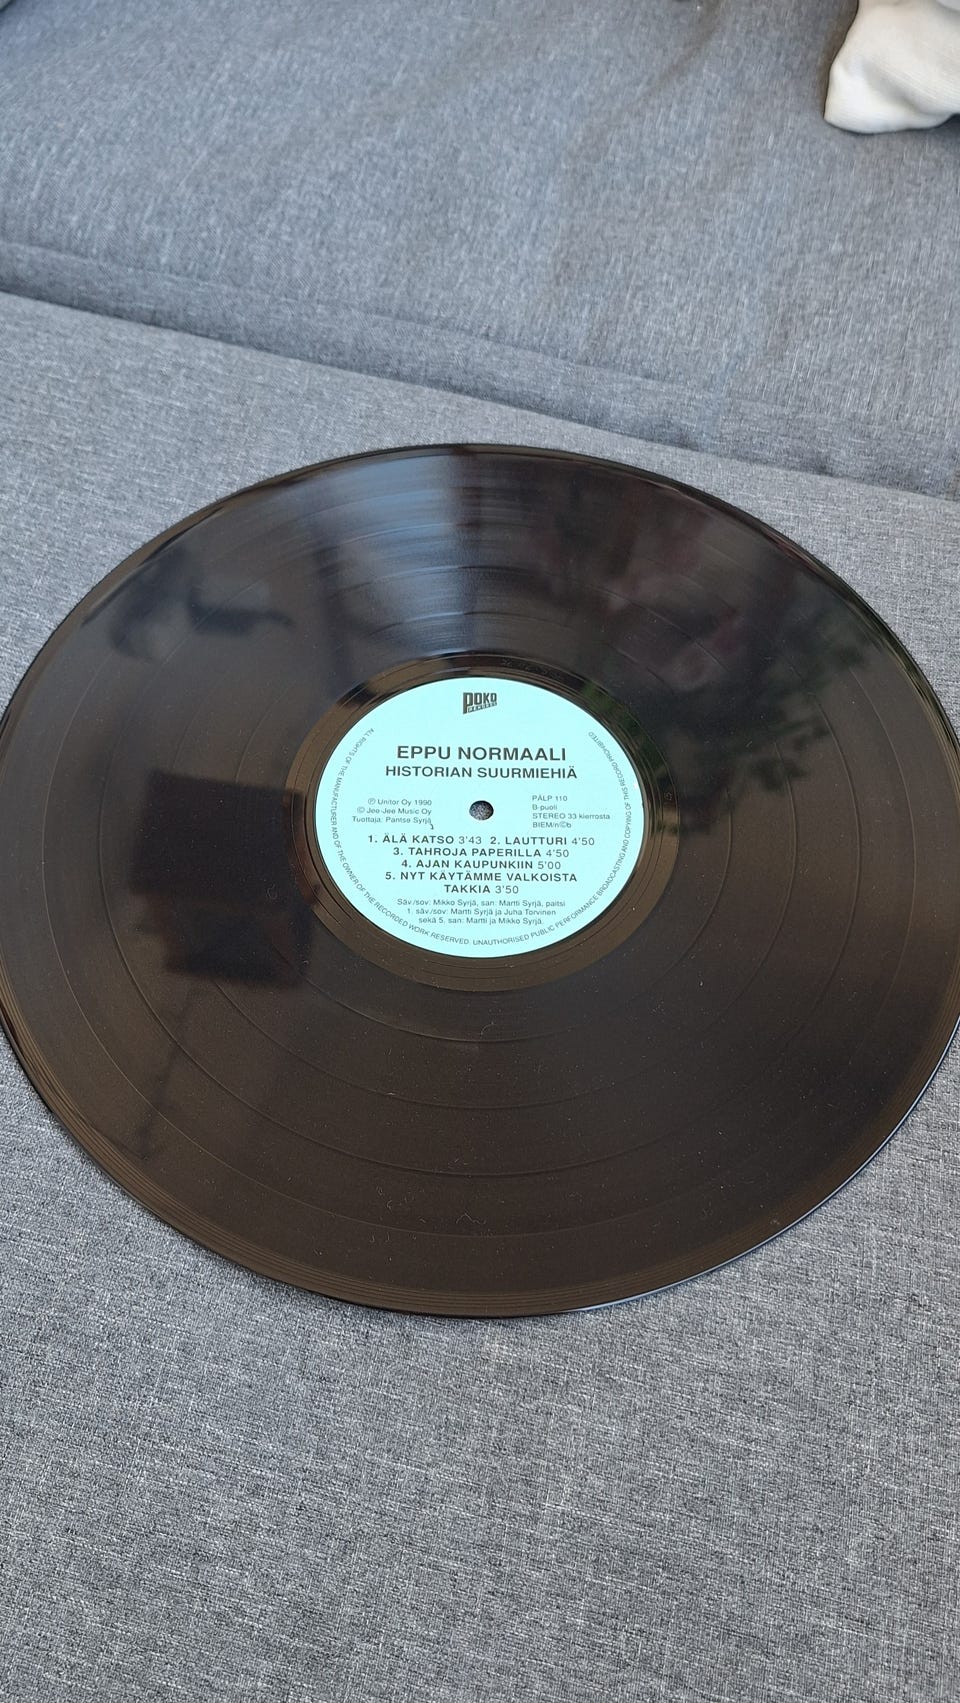 POKO
RECORDS
EPPU NORMAALI
HISTORIAN SUURMIEHIÄ
Ⓟ Unitor Oy 1990
© Jee-Jee Music Oy
Tuottaja: Pantse Syrjä
PÄLP 110
B-puoli
STEREO 33 kierrosta
BIEM/n©b
1. ÄLÄ KATSO 3'43 2. LAUTTURI 4'50
3. TAHROJA PAPERILLA 4'50
4. AJAN KAUPUNKIIN 5'00
5. NYT KÄYTÄMME VALKOISTA
TAKKIA 3'50
Säv./sov: Mikko Syrjä, san: Martti Syrjä, paitsi
1. säv./sov: Martti Syrjä ja Juha Torvinen
sekä 5. san: Martti ja Mikko Syrjä.
ALL RIGHTS OF THE MANUFACTURER AND OF THE OWNER OF THE RECORDED WORK RESERVED. UNAUTHORISED PUBLIC PERFORMANCE BROADCASTING AND COPYING OF THIS RECORD PROHIBITED